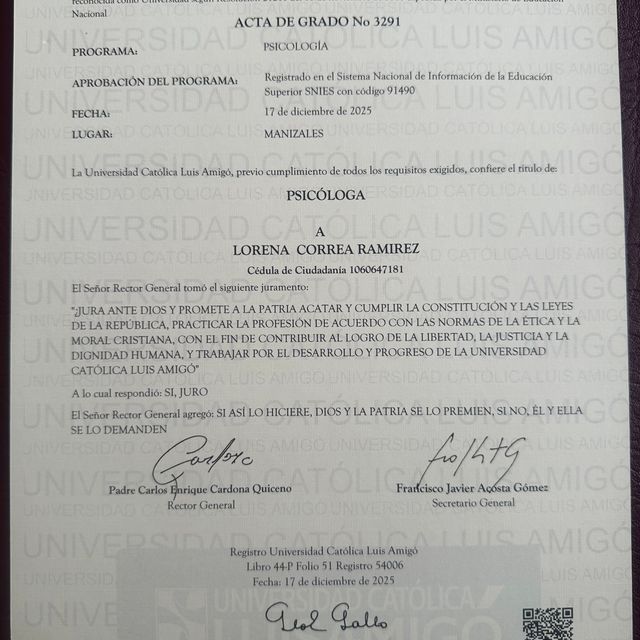 Nacional
ACTA DE GRADO No 3291
PROGRAMA: PSICOLOGÍA
APROBACIÓN DEL PROGRAMA: Registrado en el Sistema Nacional de Información de la Educación
Superior SNIES con código 91490
FECHA: 17 de diciembre de 2025
LUGAR: MANIZALES
La Universidad Católica Luis Amigó, previo cumplimiento de todos los requisitos exigidos, confiere el titulo de:
PSICÓLOGA
A
LORENA CORREA RAMIREZ
Cédula de Ciudadanía 1060647181
El Señor Rector General tomó el siguiente juramento:
"¿JURA ANTE DIOS Y PROMETE A LA PATRIA ACATAR Y CUMPLIR LA CONSTITUCIÓN Y LAS LEYES
DE LA REPÚBLICA, PRACTICAR LA PROFESIÓN DE ACUERDO CON LAS NORMAS DE LA ÉTICA Y LA
MORAL CRISTIANA, CON EL FIN DE CONTRIBUIR AL LOGRO DE LA LIBERTAD, LA JUSTICIA Y LA
DIGNIDAD HUMANA, Y TRABAJAR POR EL DESARROLLO Y PROGRESO DE LA UNIVERSIDAD
CATÓLICA LUIS AMIGÓ"
A lo cual respondió: SI, JURO
El Señor Rector General agregó: SI ASÍ LO HICIERE, DIOS Y LA PATRIA SE LO PREMIEN, SI NO, ÉL Y ELLA
SE LO DEMANDEN
Padre Carlos Enrique Cardona Quiceno
Rector General
Francisco Javier Acosta Gómez
Secretario General
Registro Universidad Católica Luis Amigó
Libro 44-P Folio 51 Registro 54006
Fecha: 17 de diciembre de 2025
UNIVERSIDAD CATÓLICA